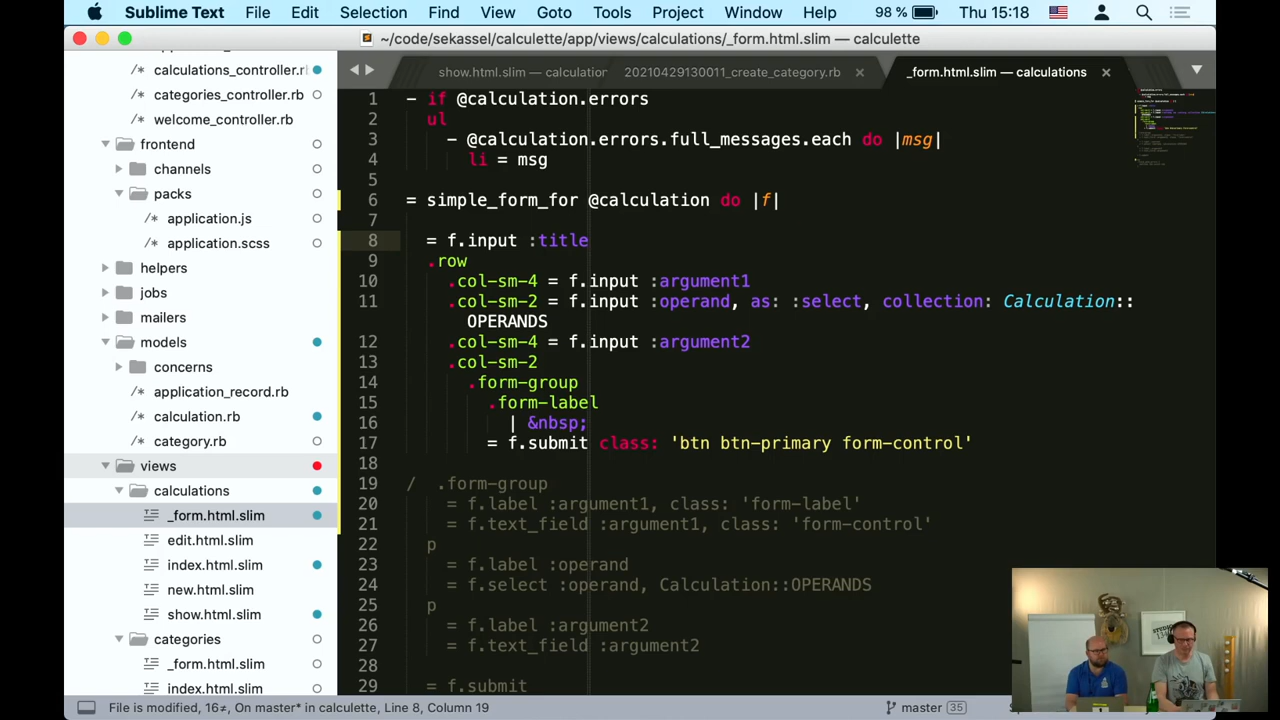 Sublime Text File Edit Selection Find View Goto Tools Project Window Help 98 % Thu 15:18
~/code/sekassel/calculette/app/views/calculations/_form.html.slim — calculette
show.html.slim — calculation 20210429130011_create_category.rb × _form.html.slim — calculations ×
calculations_controller.r
categories_controller.rb
welcome_controller.rb
frontend
channels
packs
application.js
application.scss
helpers
jobs
mailers
models
concerns
application_record.rb
calculation.rb
category.rb
views
calculations
_form.html.slim
edit.html.slim
index.html.slim
new.html.slim
show.html.slim
categories
_form.html.slim
index.html.slim
1 - if @calculation.errors
2 ul
3 - @calculation.errors.full_messages.each do |msg|
4 li = msg
5
6 = simple_form_for @calculation do |f|
7
8 = f.input :title
9 .row
10 .col-sm-4 = f.input :argument1
11 .col-sm-2 = f.input :operand, as: :select, collection: Calculation::
OPERANDS
12 .col-sm-4 = f.input :argument2
13 .col-sm-2
14 .form-group
15 .form-label
16 | &nbsp;
17 = f.submit class: 'btn btn-primary form-control'
18
19 / .form-group
20 = f.label :argument1, class: 'form-label'
21 = f.text_field :argument1, class: 'form-control'
22 p
23 = f.label :operand
24 = f.select :operand, Calculation::OPERANDS
25 p
26 = f.label :argument2
27 = f.text_field :argument2
28
29 = f.submit
File is modified, 16≠, On master* in calculette, Line 8, Column 19 master 35